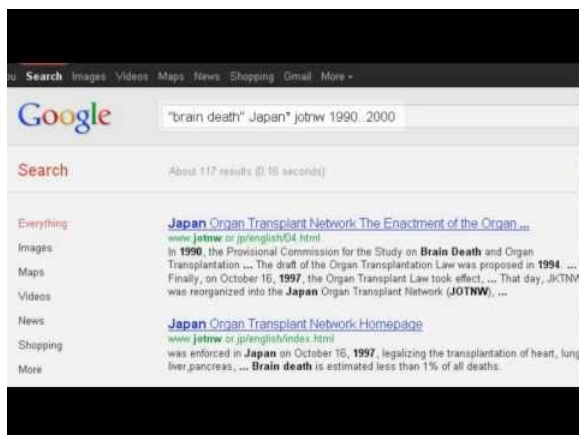 ou Search Images Videos Maps News Shopping Gmail More
Google
"brain death" Japan* jotnw 1990..2000
Search
About 117 results (0.16 seconds)
Everything
Images
Maps
Videos
News
Shopping
More
Japan Organ Transplant Network The Enactment of the Organ ...
www.jotnw.or.jp/english/04.html
In 1990, the Provisional Commission for the Study on Brain Death and Organ
Transplantation ... The draft of the Organ Transplantation Law was proposed in 1994. ...
Finally, on October 16, 1997, the Organ Transplant Law took effect, ... That day, JKTNW
was reorganized into the Japan Organ Transplant Network (JOTNW), ...
Japan Organ Transplant Network Homepage
www.jotnw.or.jp/english/index.html
was enforced in Japan on October 16, 1997, legalizing the transplantation of heart, lung
liver,pancreas, ... Brain death is estimated less than 1% of all deaths.